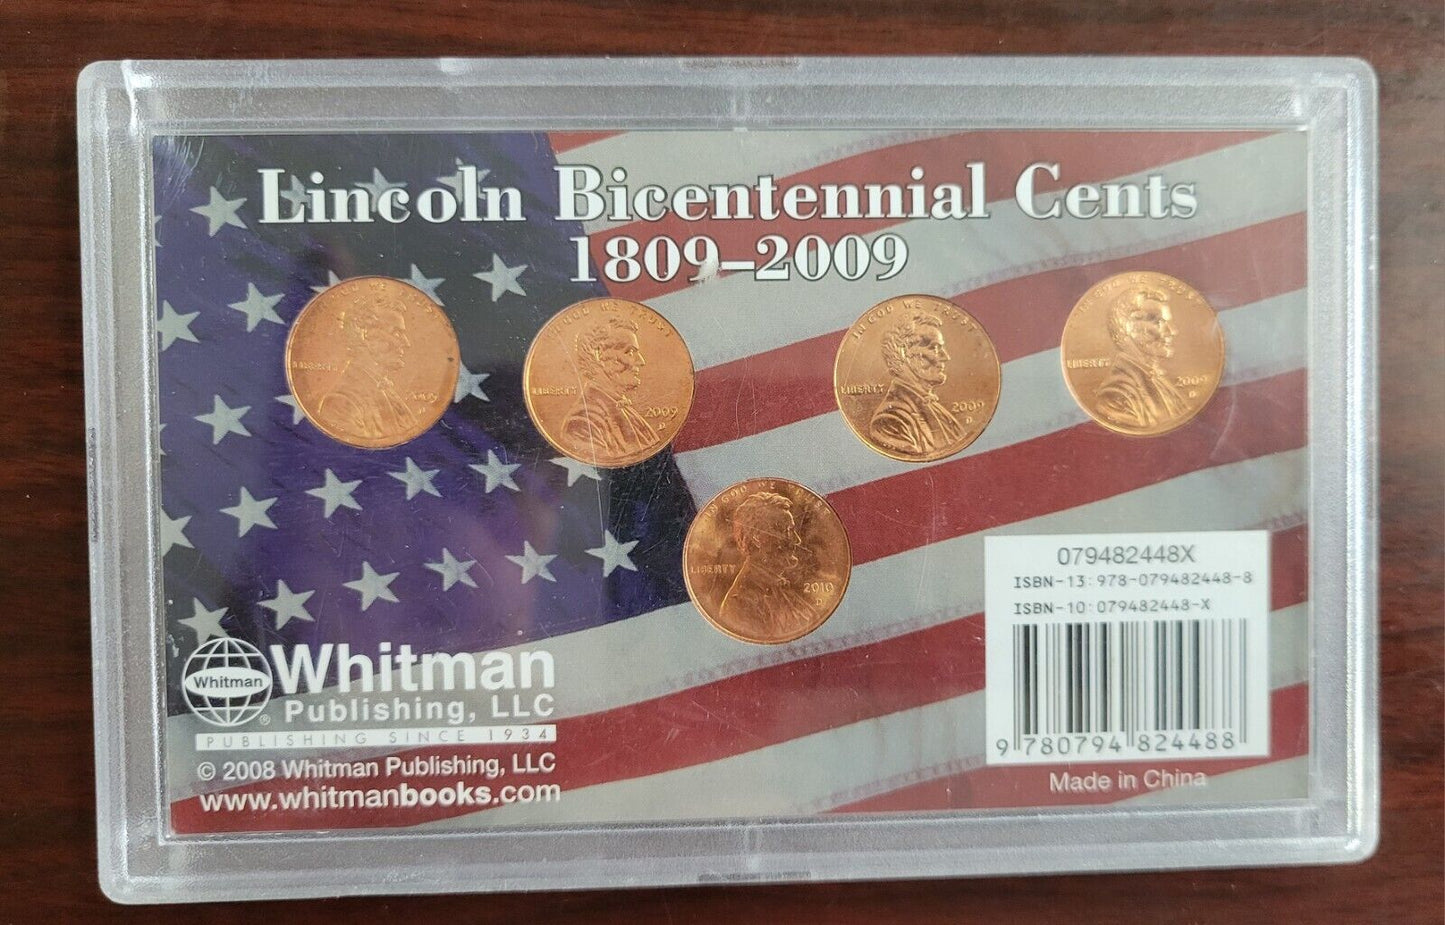 Lincoln Bicentennial Cents
1809–2009
IN GOD WE
LIBERTY
2009
D
IN GOD WE TRUST
LIBERTY
2009
D
IN GOD WE TRUST
LIBERTY
2009
D
LIBERTY
2009
D
IN GOD WE
LIBERTY
2010
D
Whitman
®
Whitman
Publishing, LLC
PUBLISHING SINCE 1934
© 2008 Whitman Publishing, LLC
www.whitmanbooks.com
079482448X
ISBN-13:978-079482448-8
ISBN-10:079482448-X
9 780794 824488
Made in China